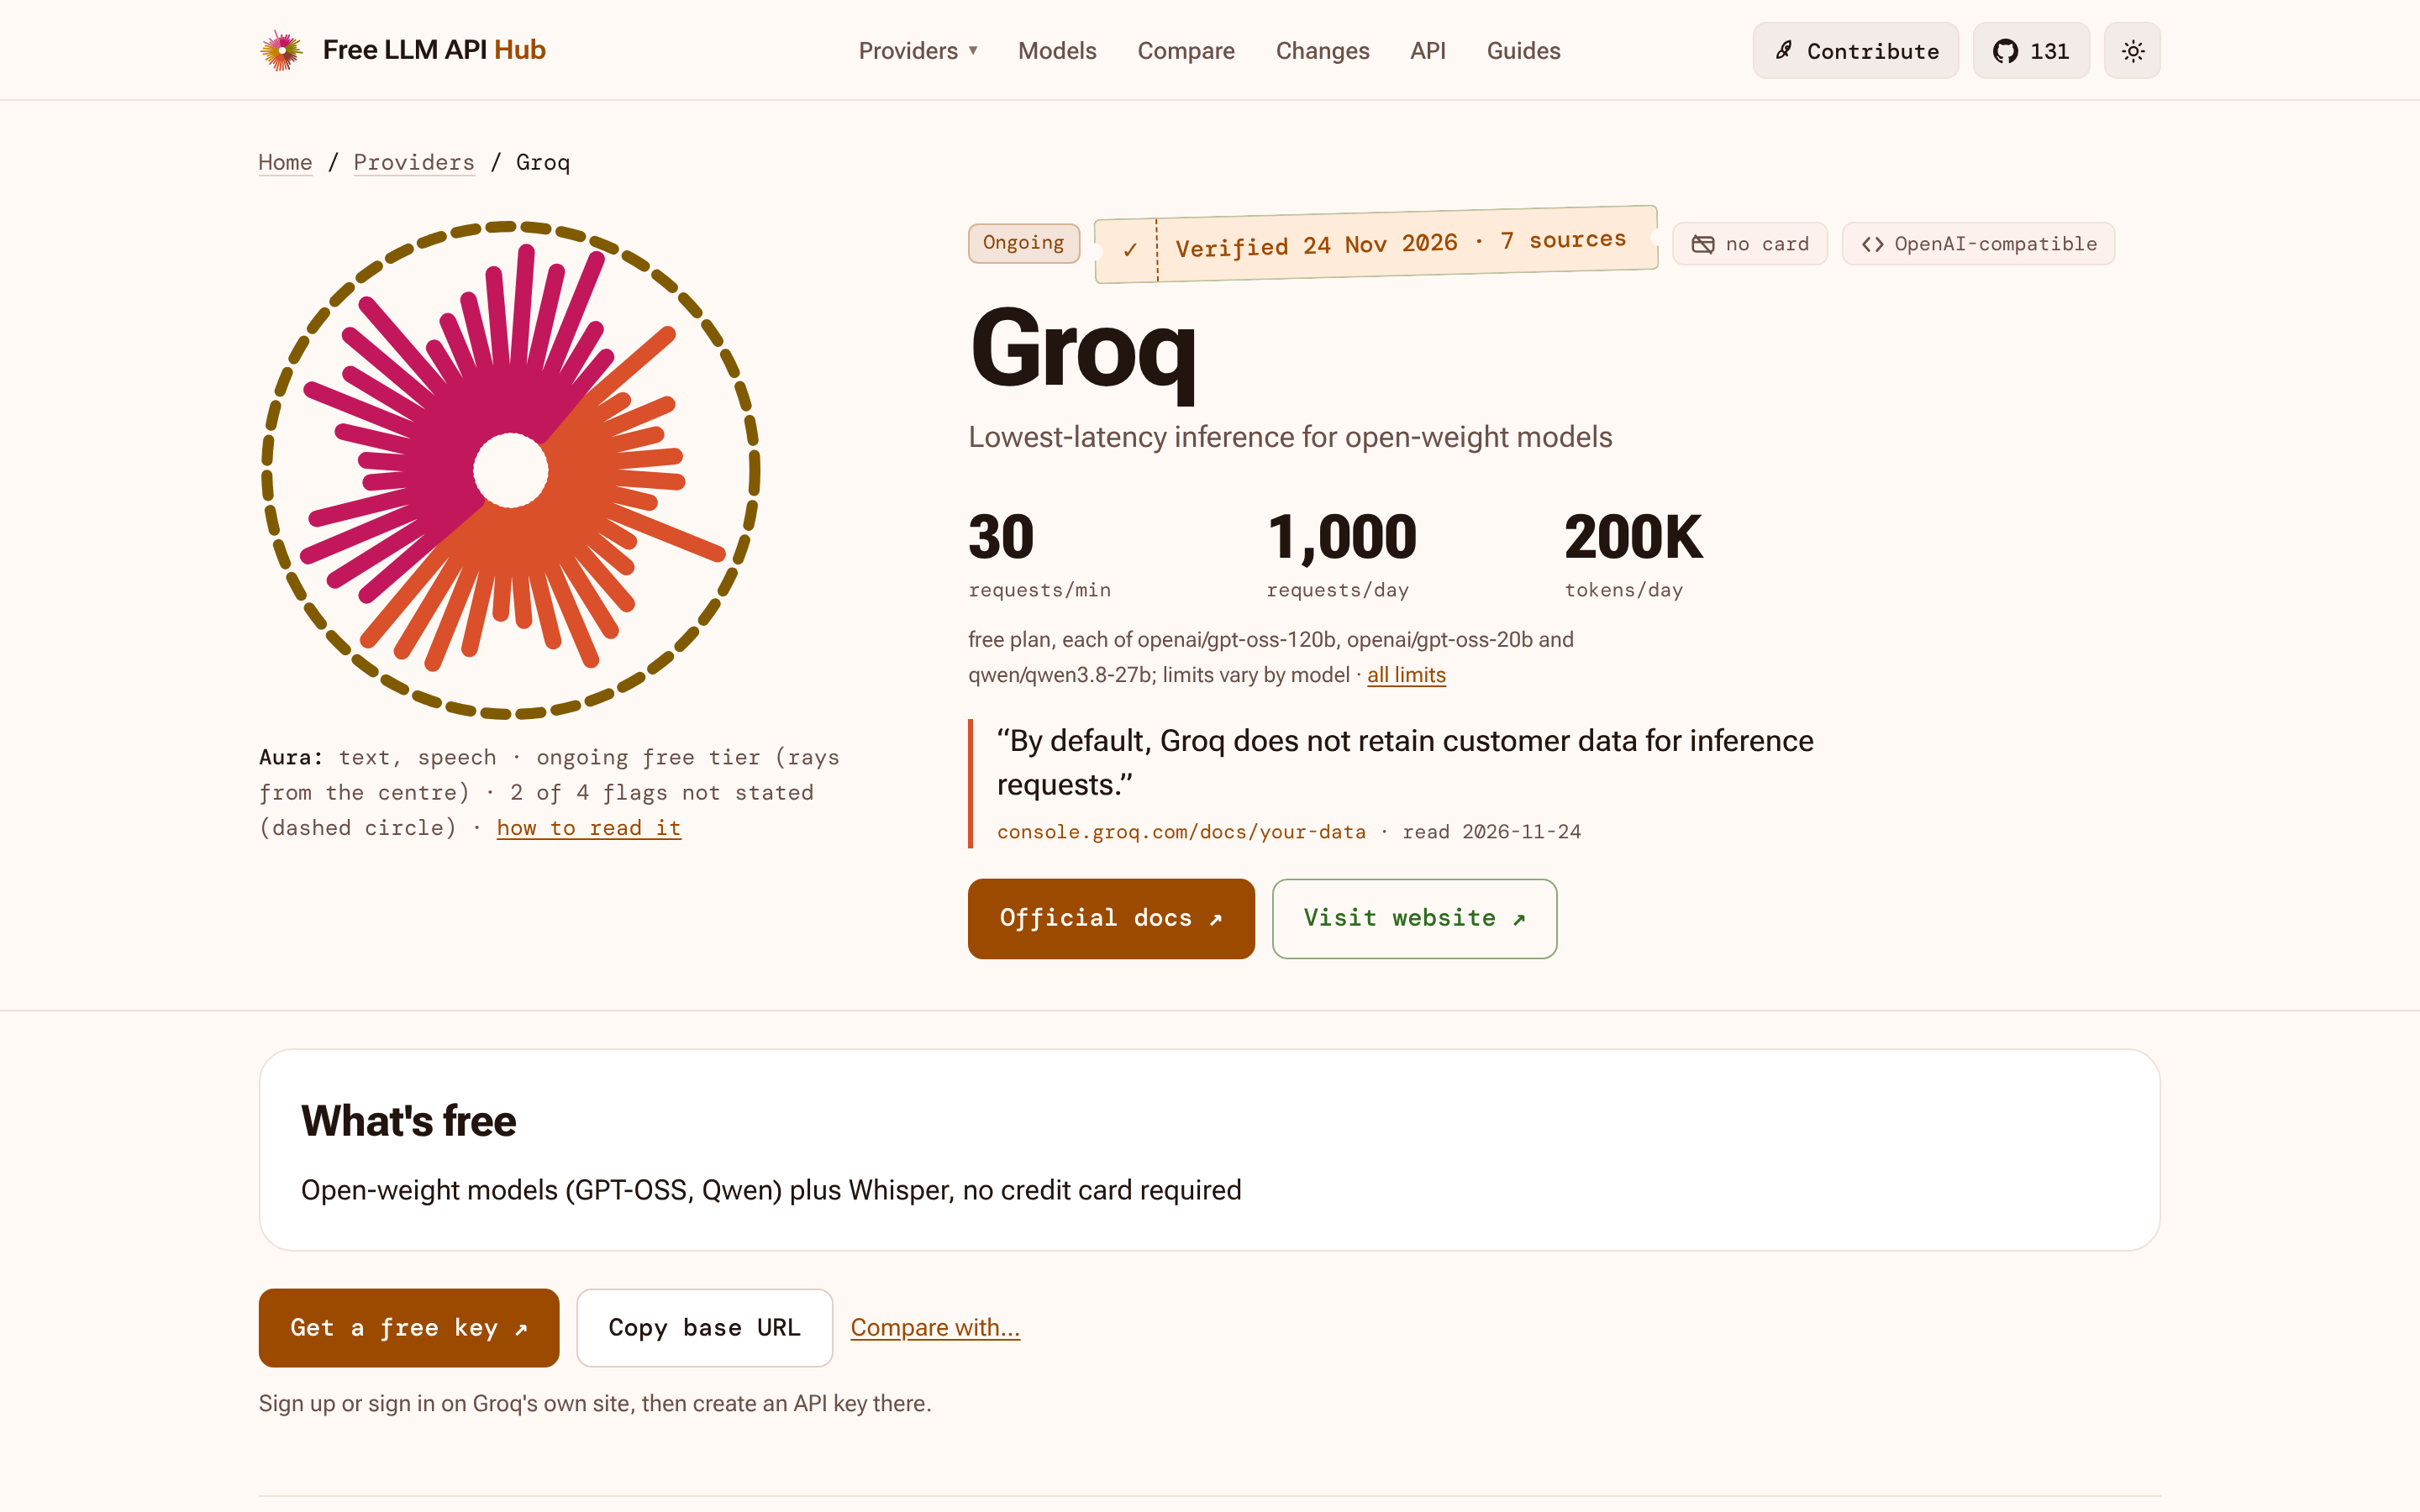 Free LLM API Hub
Providers ▾ Models Compare Changes API Guides
Contribute 131
Home / Providers / Groq
Ongoing ✓ Verified 24 Nov 2026 · 7 sources no card OpenAI-compatible
Groq
Lowest-latency inference for open-weight models
30 1,000 200K
requests/min requests/day tokens/day
free plan, each of openai/gpt-oss-120b, openai/gpt-oss-20b and
qwen/qwen3.8-27b; limits vary by model · all limits
“By default, Groq does not retain customer data for inference
requests.”
console.groq.com/docs/your-data · read 2026-11-24
Official docs ↗ Visit website ↗
Aura: text, speech · ongoing free tier (rays
from the centre) · 2 of 4 flags not stated
(dashed circle) · how to read it
What's free
Open-weight models (GPT-OSS, Qwen) plus Whisper, no credit card required
Get a free key ↗ Copy base URL Compare with...
Sign up or sign in on Groq's own site, then create an API key there.